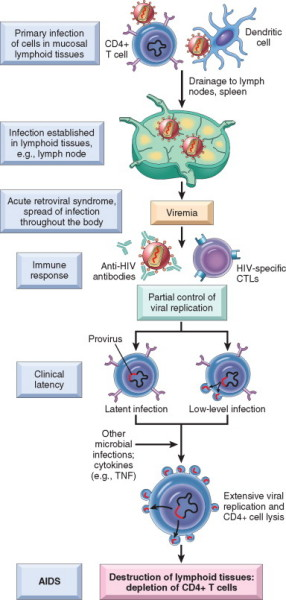 Primary infection
of cells in mucosal
lymphoid tissues
CD4+
T cell
Dendritic
cell
Drainage to lymph
nodes, spleen
Infection established
in lymphoid tissues,
e.g., lymph node
Acute retroviral syndrome,
spread of infection
throughout the body
Viremia
Immune
response
Anti-HIV
antibodies
HIV-specific
CTLs
Partial control of
viral replication
Clinical
latency
Provirus
Latent infection
Low-level infection
Other
microbial
infections;
cytokines
(e.g., TNF)
Extensive viral
replication and
CD4+ cell lysis
AIDS
Destruction of lymphoid tissues:
depletion of CD4+ T cells